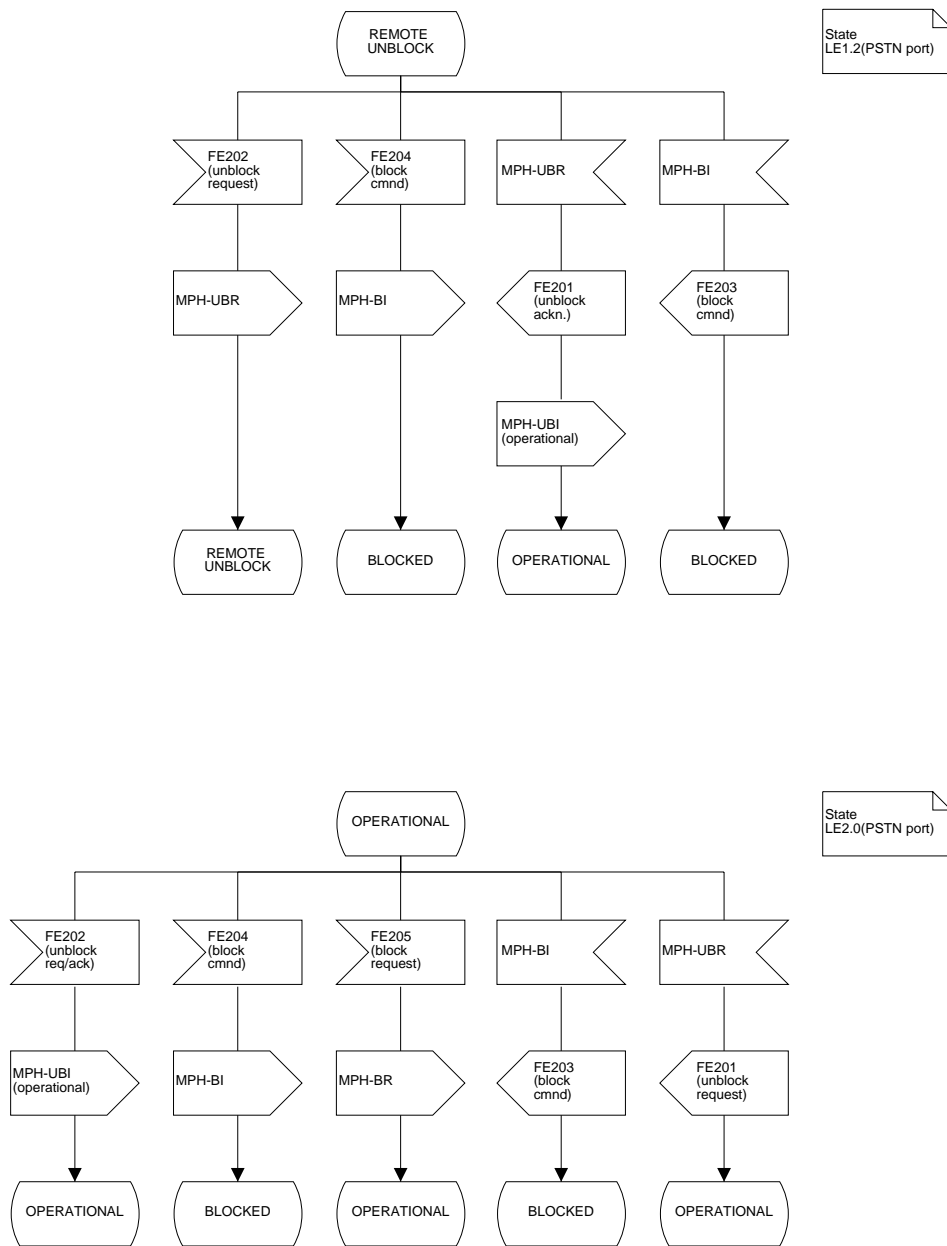 REMOTE
UNBLOCK
State
LE1.2(PSTN port)
FE202
(unblock
request)
FE204
(block
cmnd)
MPH-UBR
MPH-BI
MPH-UBR
MPH-BI
FE201
(unblock
ackn.)
FE203
(block
cmnd)
MPH-UBI
(operational)
REMOTE
UNBLOCK
BLOCKED
OPERATIONAL
BLOCKED
OPERATIONAL
State
LE2.0(PSTN port)
FE202
(unblock
req/ack)
FE204
(block
cmnd)
FE205
(block
request)
MPH-BI
MPH-UBR
MPH-UBI
(operational)
MPH-BI
MPH-BR
FE203
(block
cmnd)
FE201
(unblock
request)
OPERATIONAL
BLOCKED
OPERATIONAL
BLOCKED
OPERATIONAL